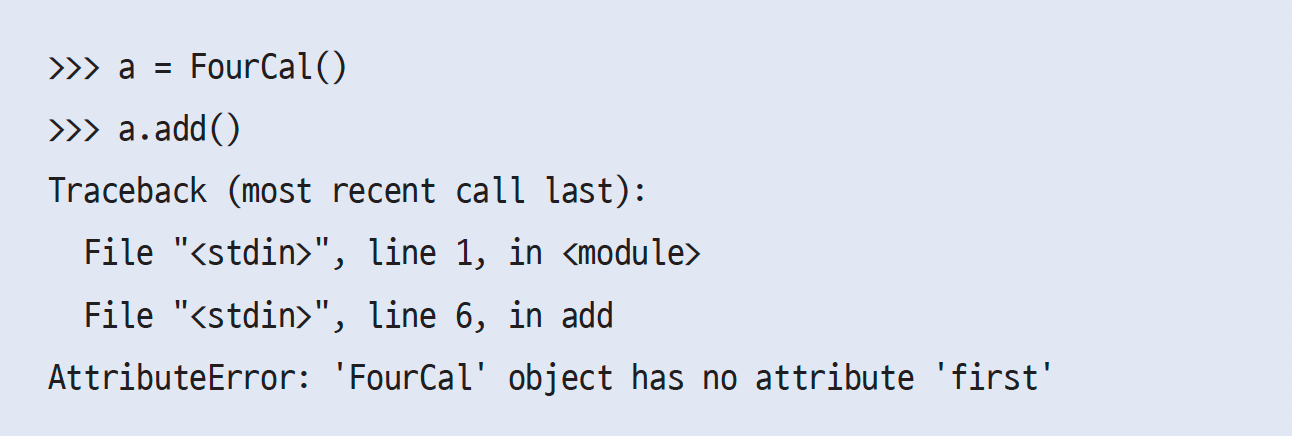 >>> a = FourCal()
>>> a.add()
Traceback (most recent call last):
  File "<stdin>", line 1, in <module>
  File "<stdin>", line 6, in add
AttributeError: 'FourCal' object has no attribute 'first'